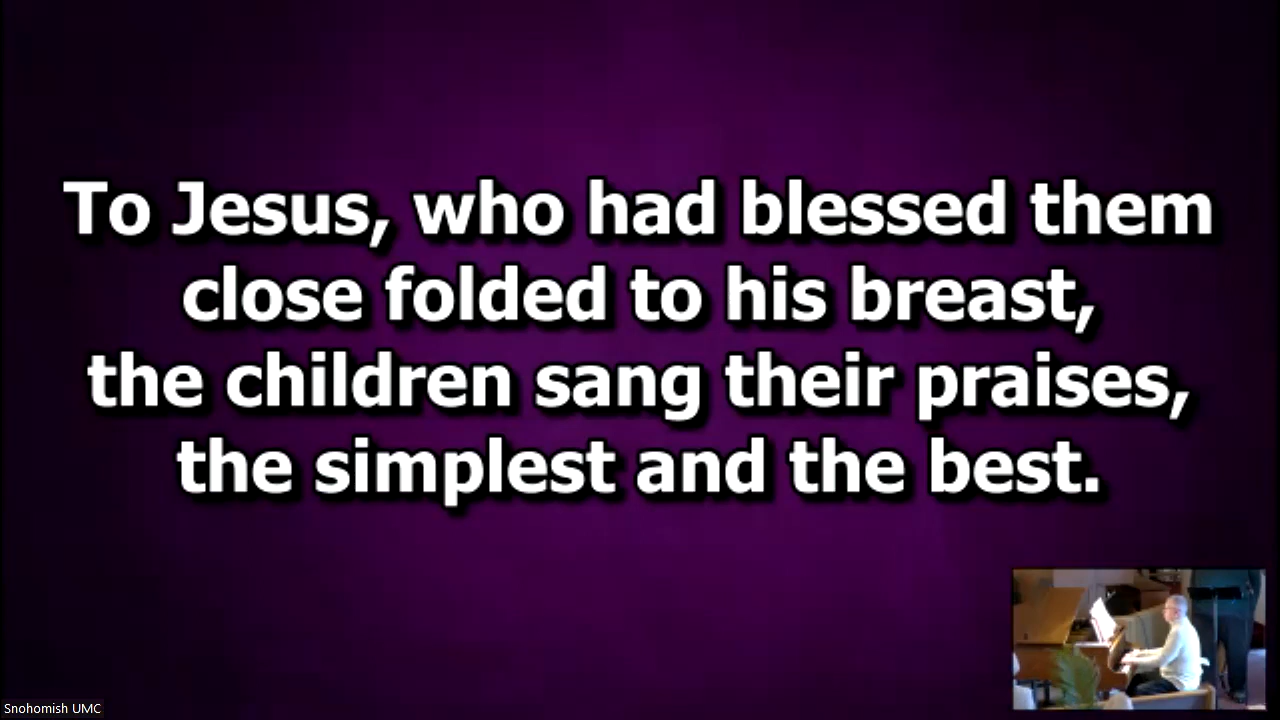 To Jesus, who had blessed them
close folded to his breast,
the children sang their praises,
the simplest and the best.
Snohomish UMC